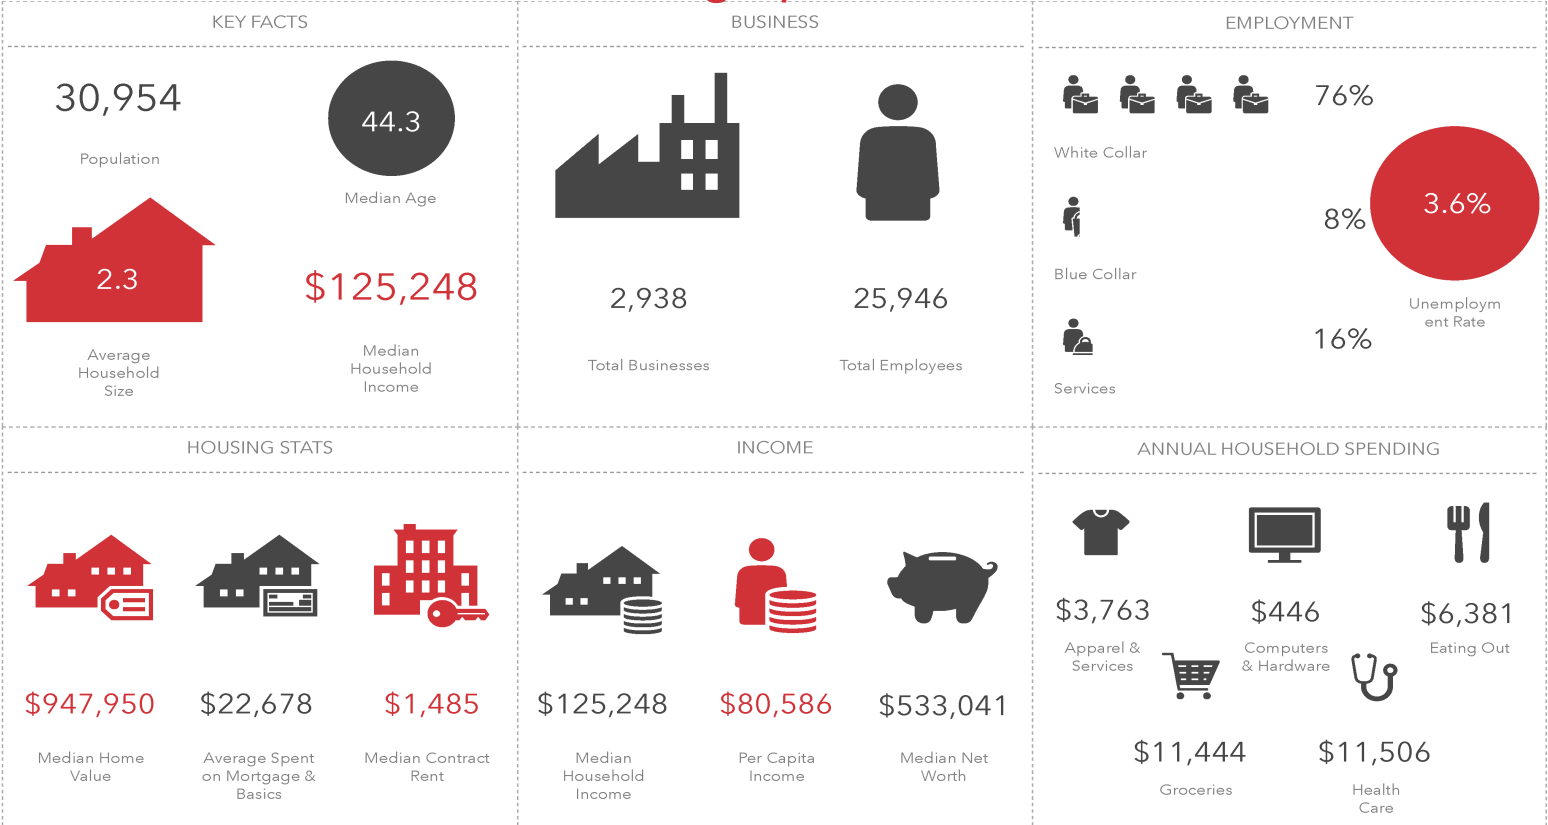 KEY FACTS
30,954
Population
44.3
Median Age
2.3
Average
Household
Size
$125,248
Median
Household
Income
BUSINESS
2,938
Total Businesses
25,946
Total Employees
EMPLOYMENT
76%
White Collar
8%
Blue Collar
16%
Services
3.6%
Unemploym
ent Rate
HOUSING STATS
$947,950
Median Home
Value
$22,678
Average Spent
on Mortgage &
Basics
$1,485
Median Contract
Rent
INCOME
$125,248
Median
Household
Income
$80,586
Per Capita
Income
$533,041
Median Net
Worth
ANNUAL HOUSEHOLD SPENDING
$3,763
Apparel &
Services
$446
Computers
& Hardware
$6,381
Eating Out
$11,444
Groceries
$11,506
Health
Care